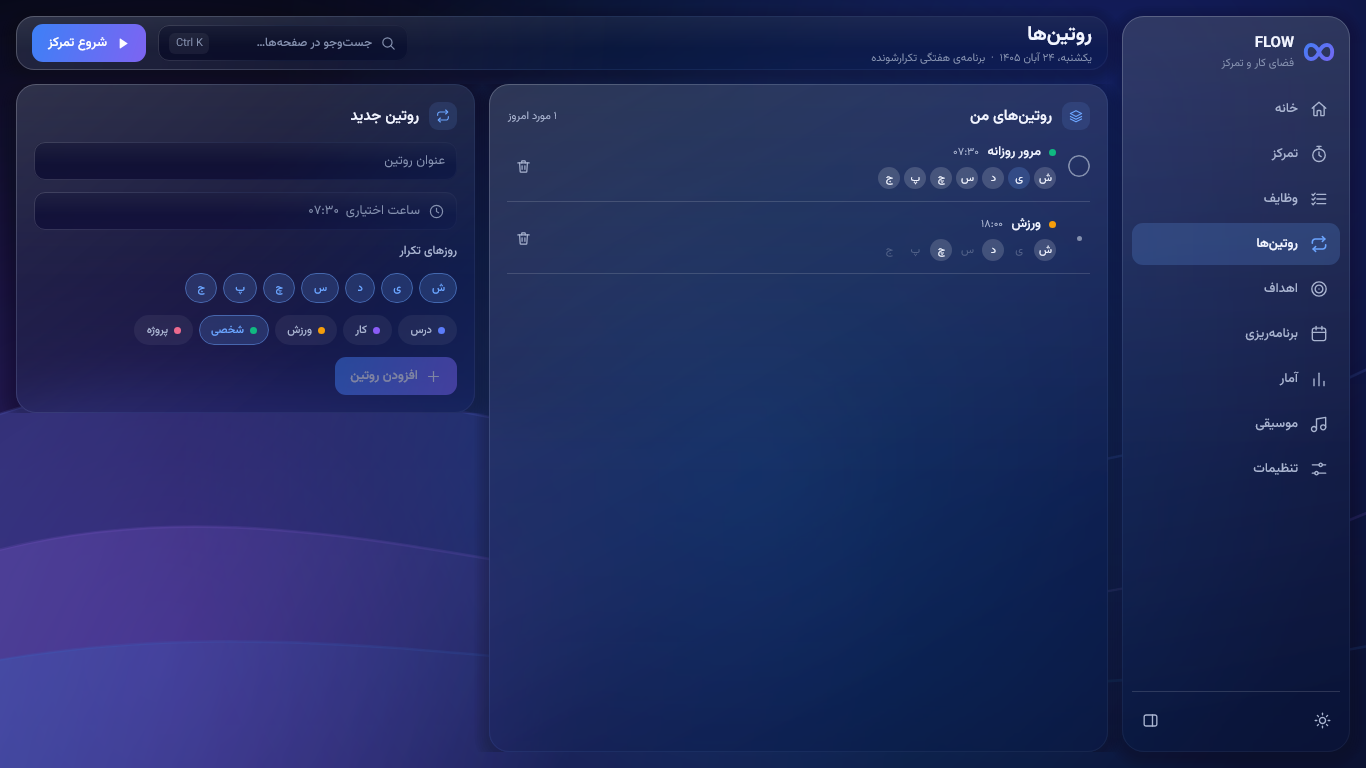 FLOW
فضای کار و تمرکز
خانه
تمرکز
وظایف
روتین‌ها
اهداف
برنامه‌ریزی
آمار
موسیقی
تنظیمات
روتین‌ها
یکشنبه، ۲۴ آبان ۱۴۰۵ · برنامه‌ی هفتگی تکرارشونده
جست‌وجو در صفحه‌ها... Ctrl K
شروع تمرکز
روتین‌های من
۱ مورد امروز
مرور روزانه ۰۷:۳۰
ش ی د س چ پ ج
ورزش ۱۸:۰۰
ش ی د س چ پ ج
روتین جدید
عنوان روتین
ساعت اختیاری ۰۷:۳۰
روزهای تکرار
ش ی د س چ پ ج
درس کار ورزش شخصی پروژه
افزودن روتین